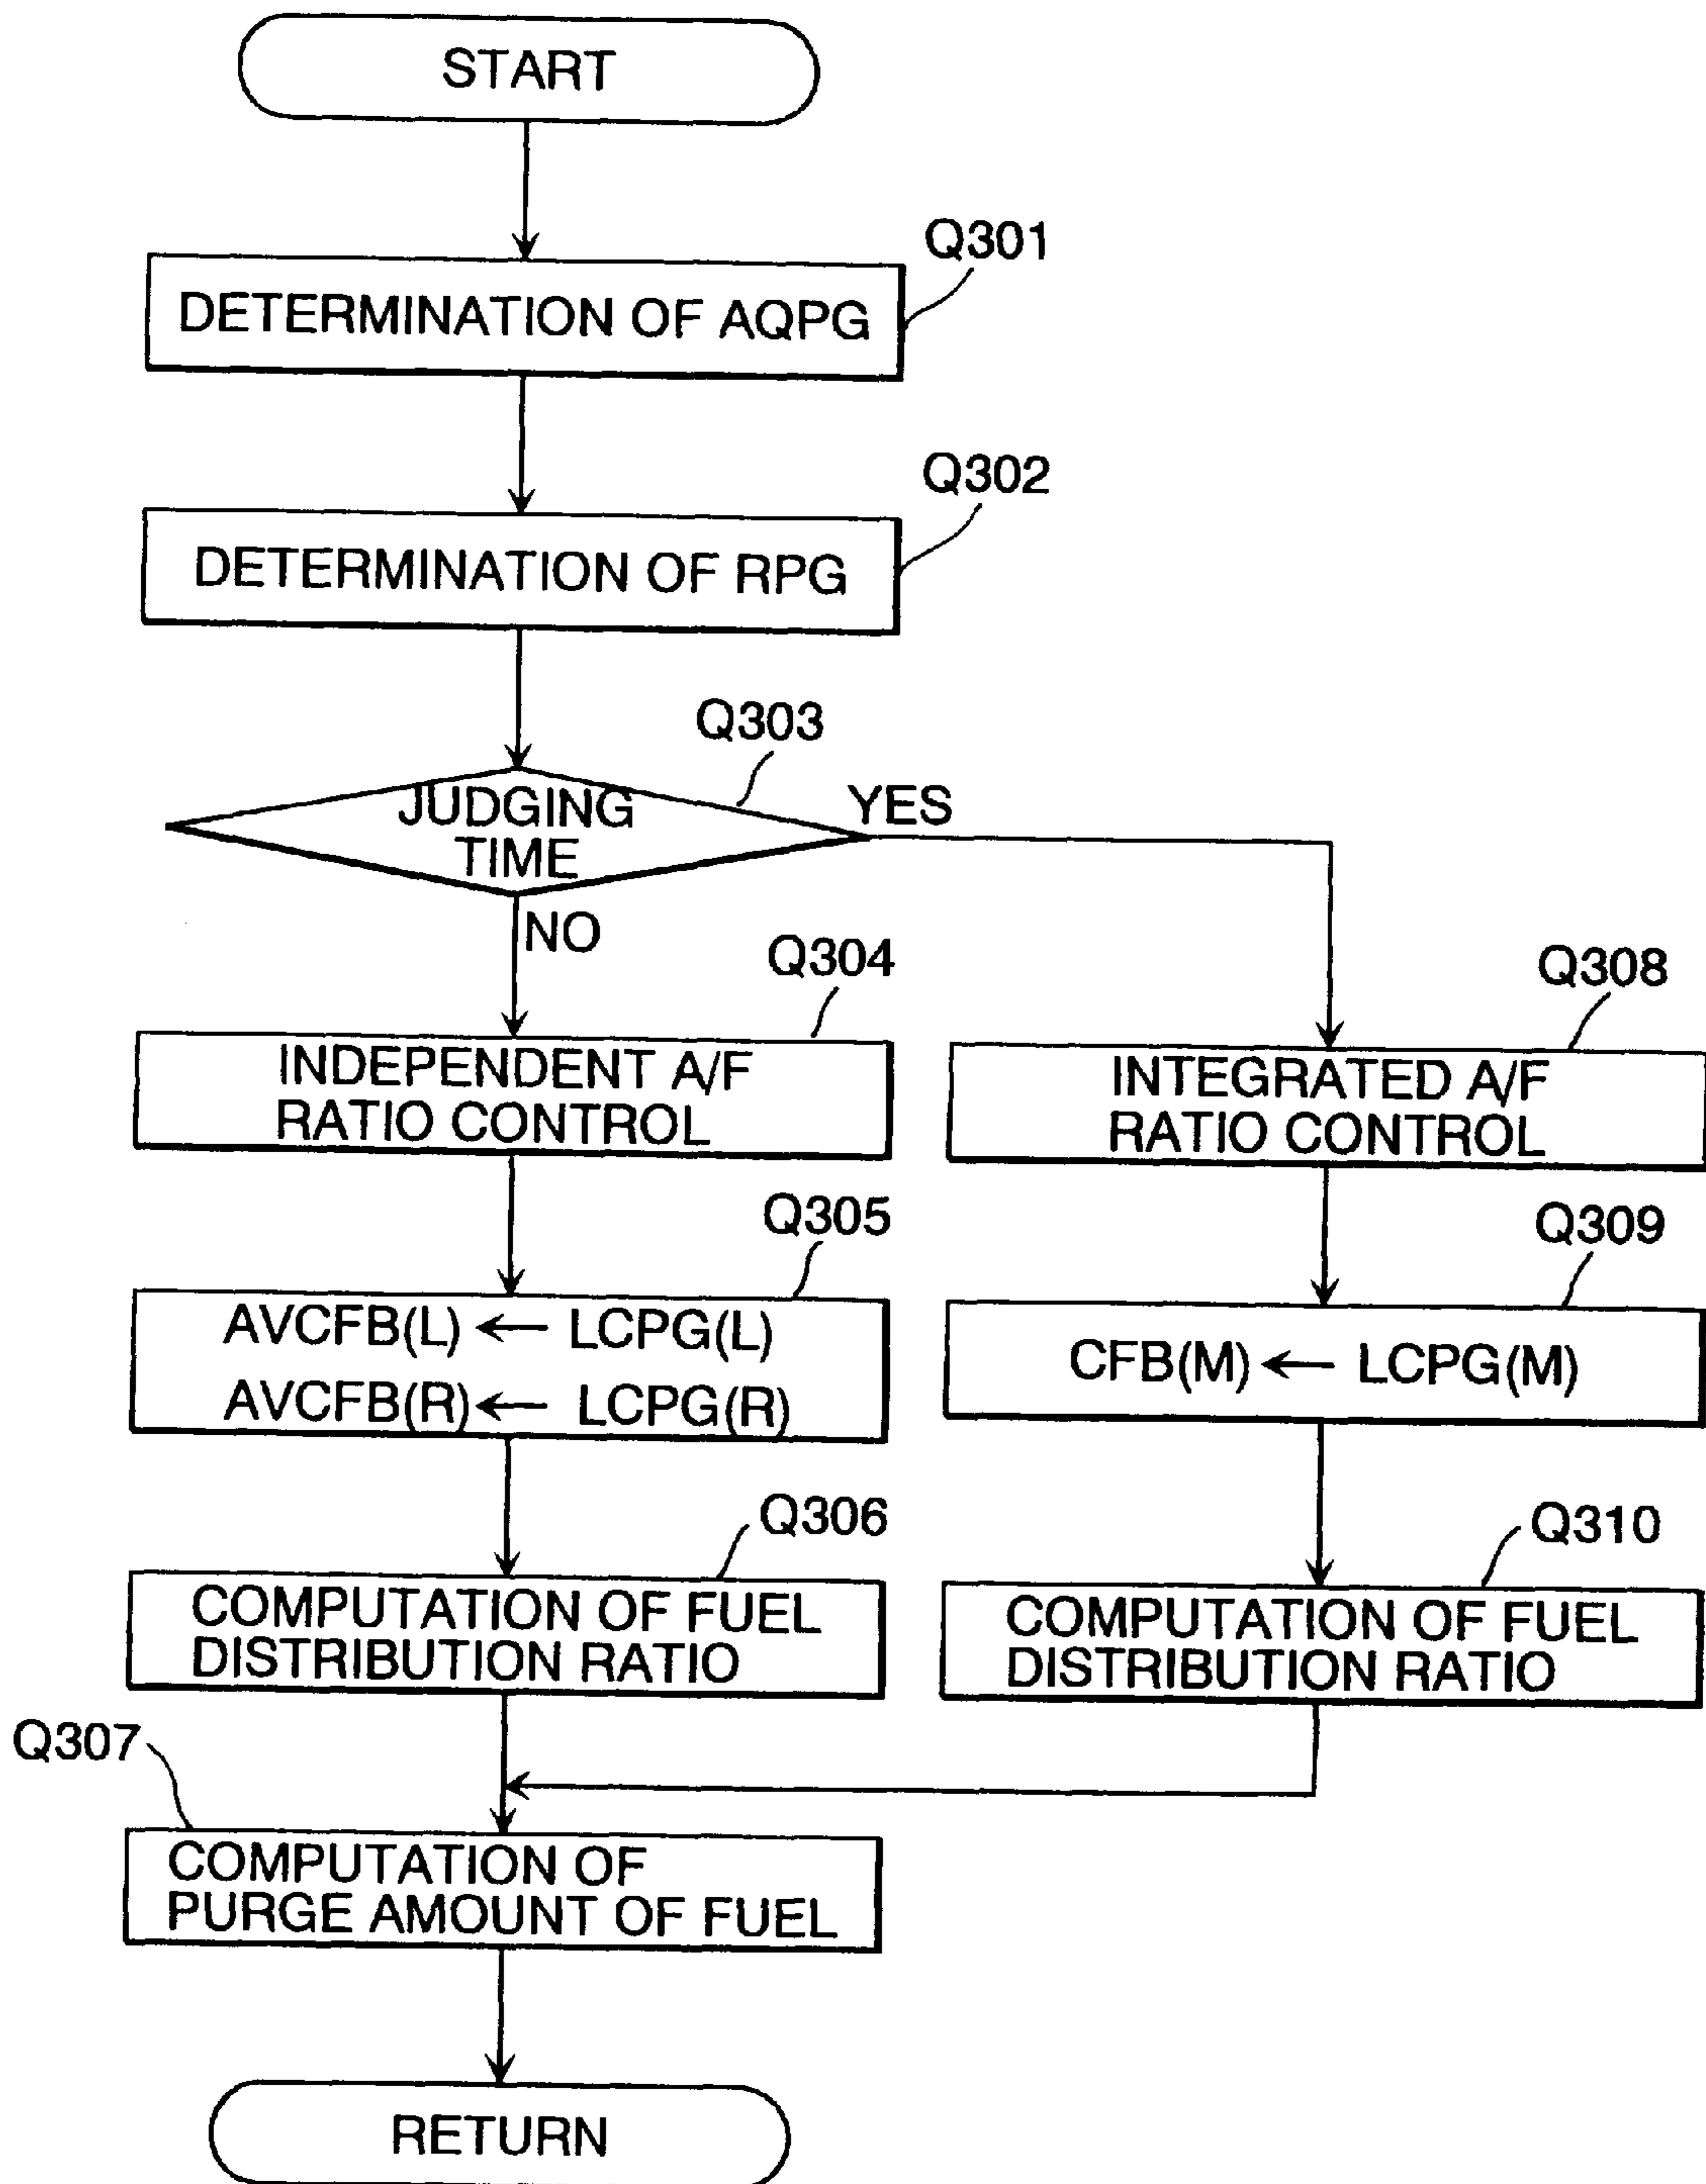 START
Q301
DETERMINATION OF AQPG
Q302
DETERMINATION OF RPG
Q303
JUDGING
TIME
YES
NO
Q304
INDEPENDENT A/F
RATIO CONTROL
Q308
INTEGRATED A/F
RATIO CONTROL
Q305
AVCFB(L) ← LCPG(L)
AVCFB(R) ← LCPG(R)
Q309
CFB(M) ← LCPG(M)
Q306
COMPUTATION OF FUEL
DISTRIBUTION RATIO
Q310
COMPUTATION OF FUEL
DISTRIBUTION RATIO
Q307
COMPUTATION OF
PURGE AMOUNT OF FUEL
RETURN